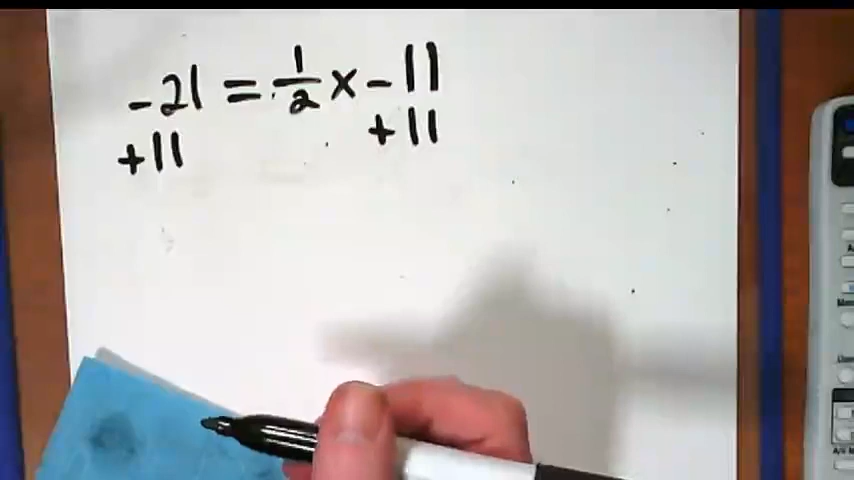 -21 = 1/2 x - 11
+11 +11